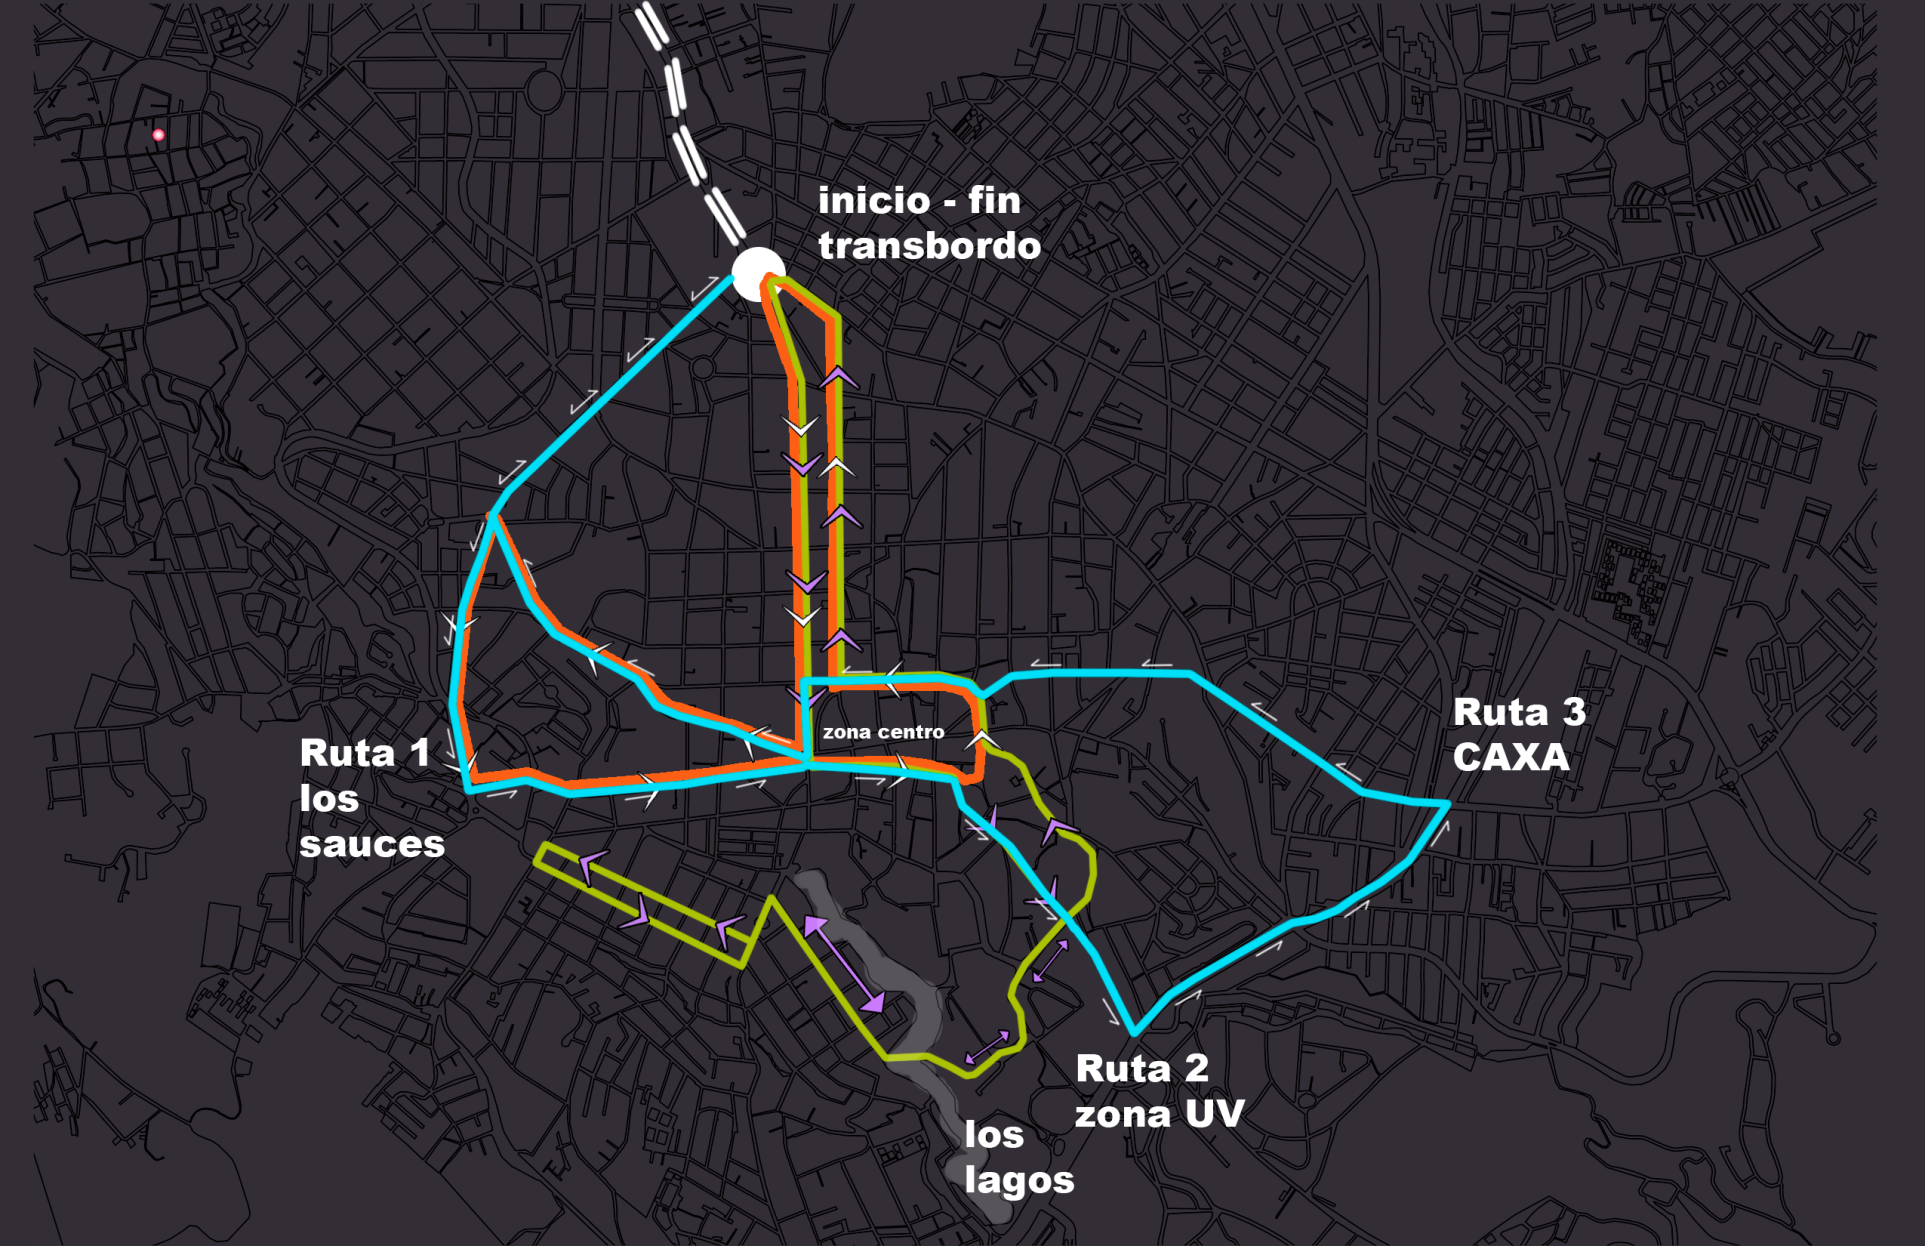 inicio - fin
transbordo
Ruta 3
CAXA
zona centro
Ruta 1
los
sauces
Ruta 2
zona UV
los
lagos